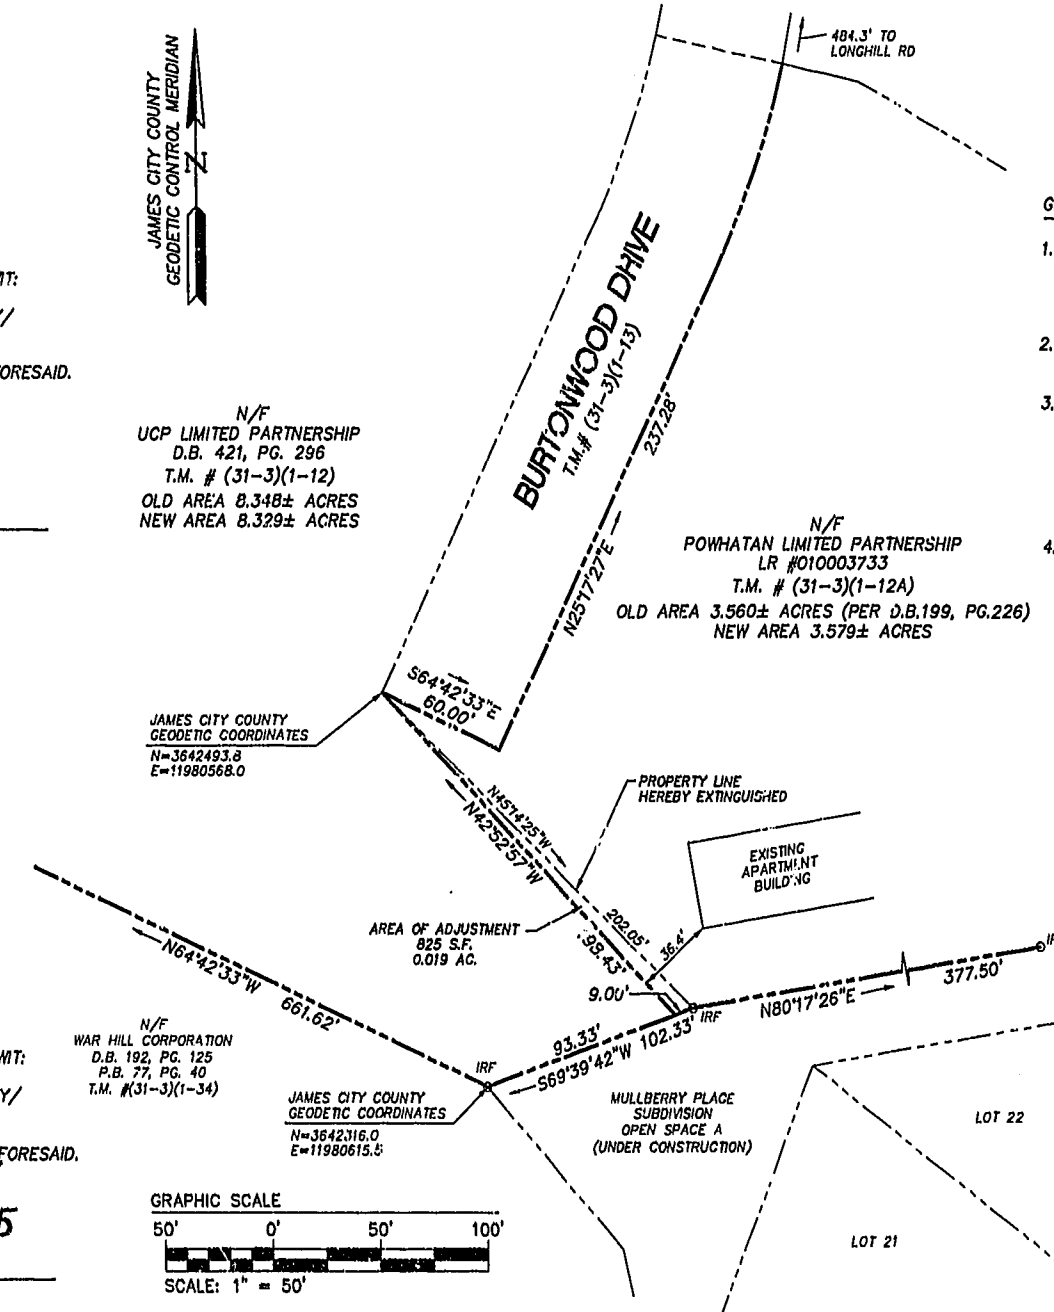 484.3' TO
LONGHILL RD
JAMES CITY COUNTY
GEODETIC CONTROL MERIDIAN
N
G
1.
2.
3.
4.
ORESAID.
BURTONWOOD DRIVE
T.M.# (31-3)(1-13)
237.28'
N25°17'27"E
N/F
UCP LIMITED PARTNERSHIP
D.B. 421, PG. 296
T.M. # (31-3)(1-12)
OLD AREA 8.348± ACRES
NEW AREA 8.329± ACRES
N/F
POWHATAN LIMITED PARTNERSHIP
LR #010003733
T.M. # (31-3)(1-12A)
OLD AREA 3.560± ACRES (PER D.B.199, PG.226)
NEW AREA 3.579± ACRES
S64°42'33"E
60.00'
JAMES CITY COUNTY
GEODETIC COORDINATES
N=3642493.8
E=11980568.0
PROPERTY LINE
HEREBY EXTINGUISHED
N45°14'25"W
N42°52'57"W
EXISTING
APARTMENT
BUILDING
AREA OF ADJUSTMENT
825 S.F.
0.019 AC.
202.05'
198.43'
36.4'
9.00'
N64°42'33"W
661.62'
IRF
N80°17'26"E
377.50'
93.33'
S69°39'42"W 102.33'
IRF
N/F
WAR HILL CORPORATION
D.B. 192, PG. 125
P.B. 77, PG. 40
T.M. #(31-3)(1-34)
WIT:
Y/
FORESAID.
5
JAMES CITY COUNTY
GEODETIC COORDINATES
N=3642316.0
E=11980615.5
MULLBERRY PLACE
SUBDIVISION
OPEN SPACE A
(UNDER CONSTRUCTION)
LOT 22
LOT 21
GRAPHIC SCALE
50' 0' 50' 100'
SCALE: 1" = 50'